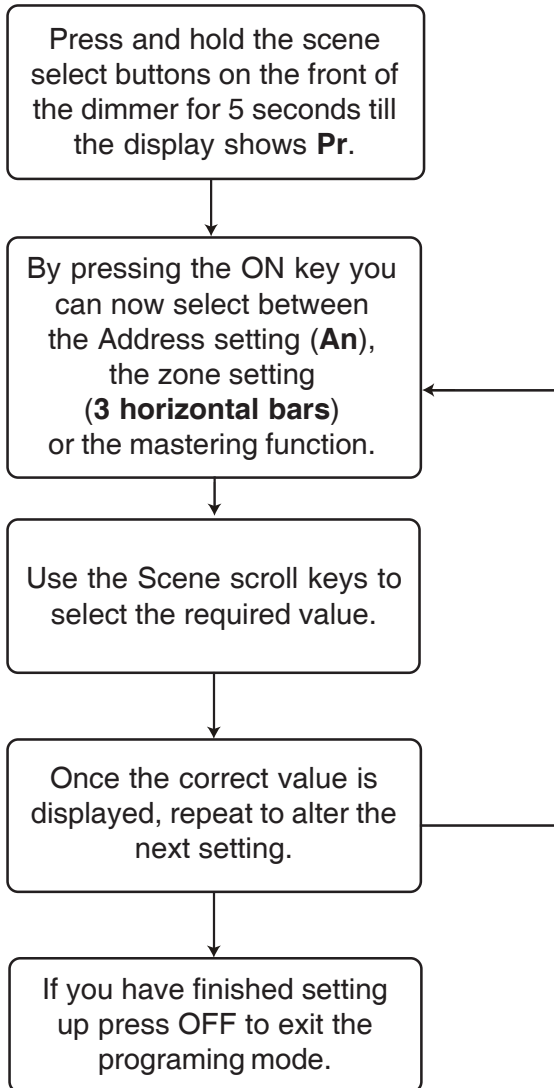 Press and hold the scene
select buttons on the front of
the dimmer for 5 seconds till
the display shows Pr.
By pressing the ON key you
can now select between
the Address setting (An),
the zone setting
(3 horizontal bars)
or the mastering function.
Use the Scene scroll keys to
select the required value.
Once the correct value is
displayed, repeat to alter the
next setting.
If you have finished setting
up press OFF to exit the
programing mode.